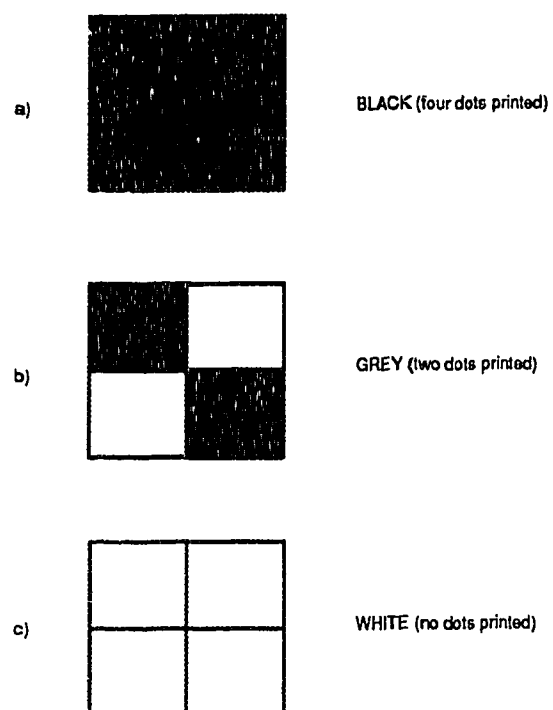 a) BLACK (four dots printed)
b) GREY (two dots printed)
c) WHITE (no dots printed)